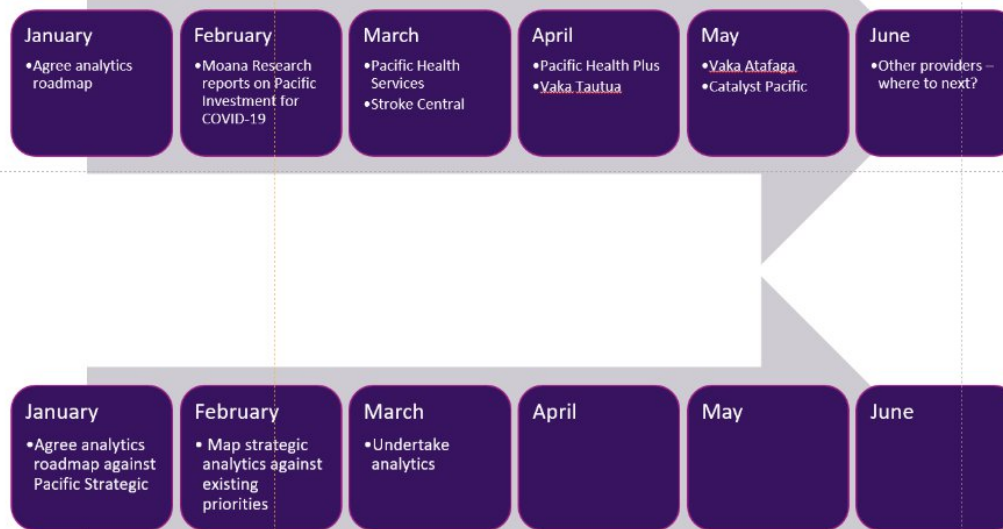 January
•Agree analytics
roadmap
February
•Moana Research
reports on Pacific
Investment for
COVID-19
March
•Pacific Health
Services
•Stroke Central
April
•Pacific Health Plus
•Vaka Tautua
May
•Vaka Atafaga
•Catalyst Pacific
June
•Other providers –
where to next?
January
•Agree analytics
roadmap against
Pacific Strategic
February
• Map strategic
analytics against
existing
priorities
March
•Undertake
analytics
April
May
June